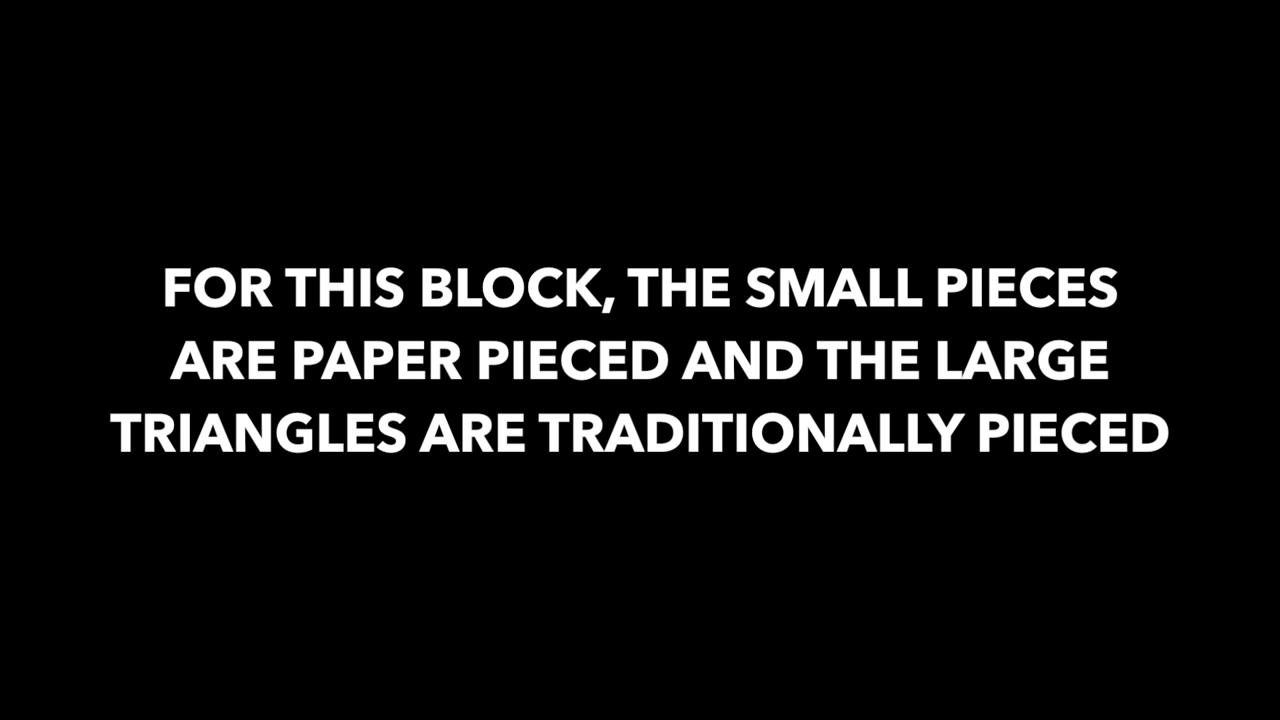 FOR THIS BLOCK, THE SMALL PIECES
ARE PAPER PIECED AND THE LARGE
TRIANGLES ARE TRADITIONALLY PIECED